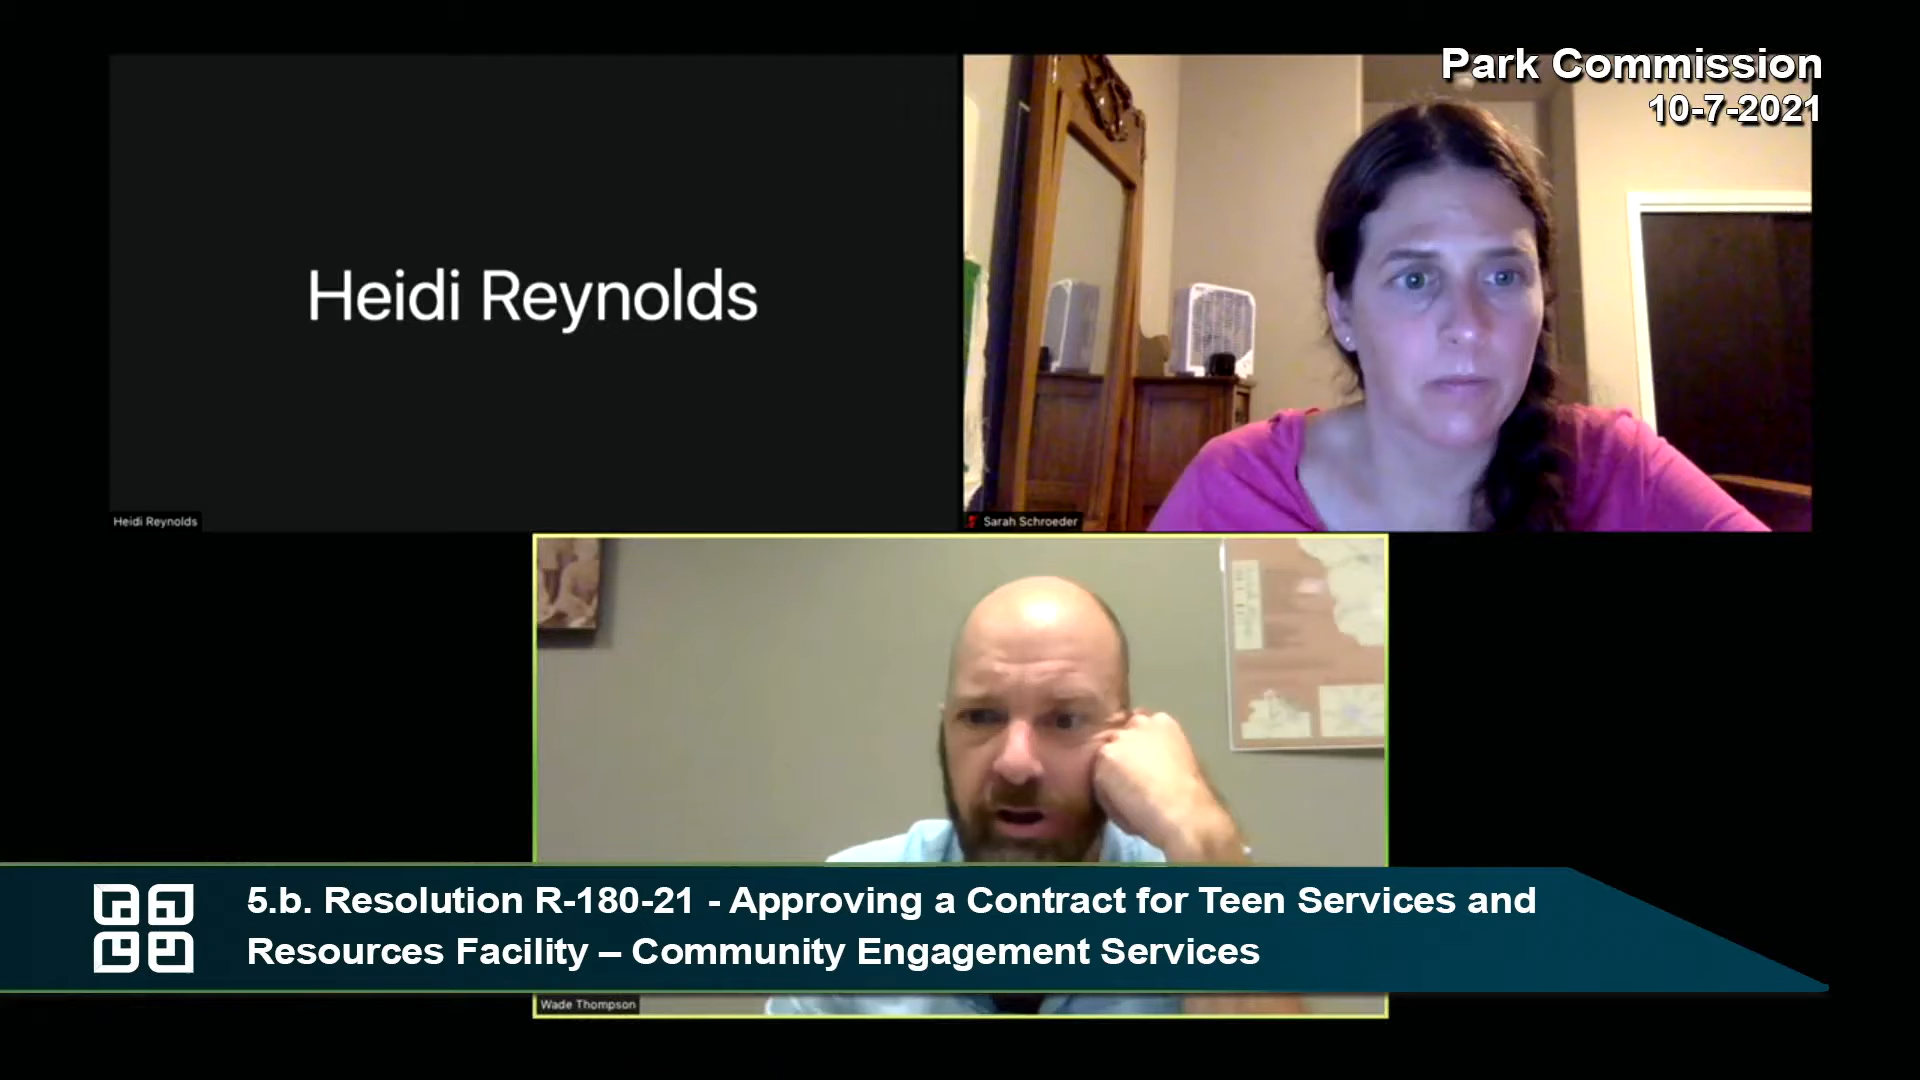 Park Commission
10-7-2021
Heidi Reynolds
Heidi Reynolds
Sarah Schroeder
5.b. Resolution R-180-21 - Approving a Contract for Teen Services and
Resources Facility – Community Engagement Services
Wade Thompson